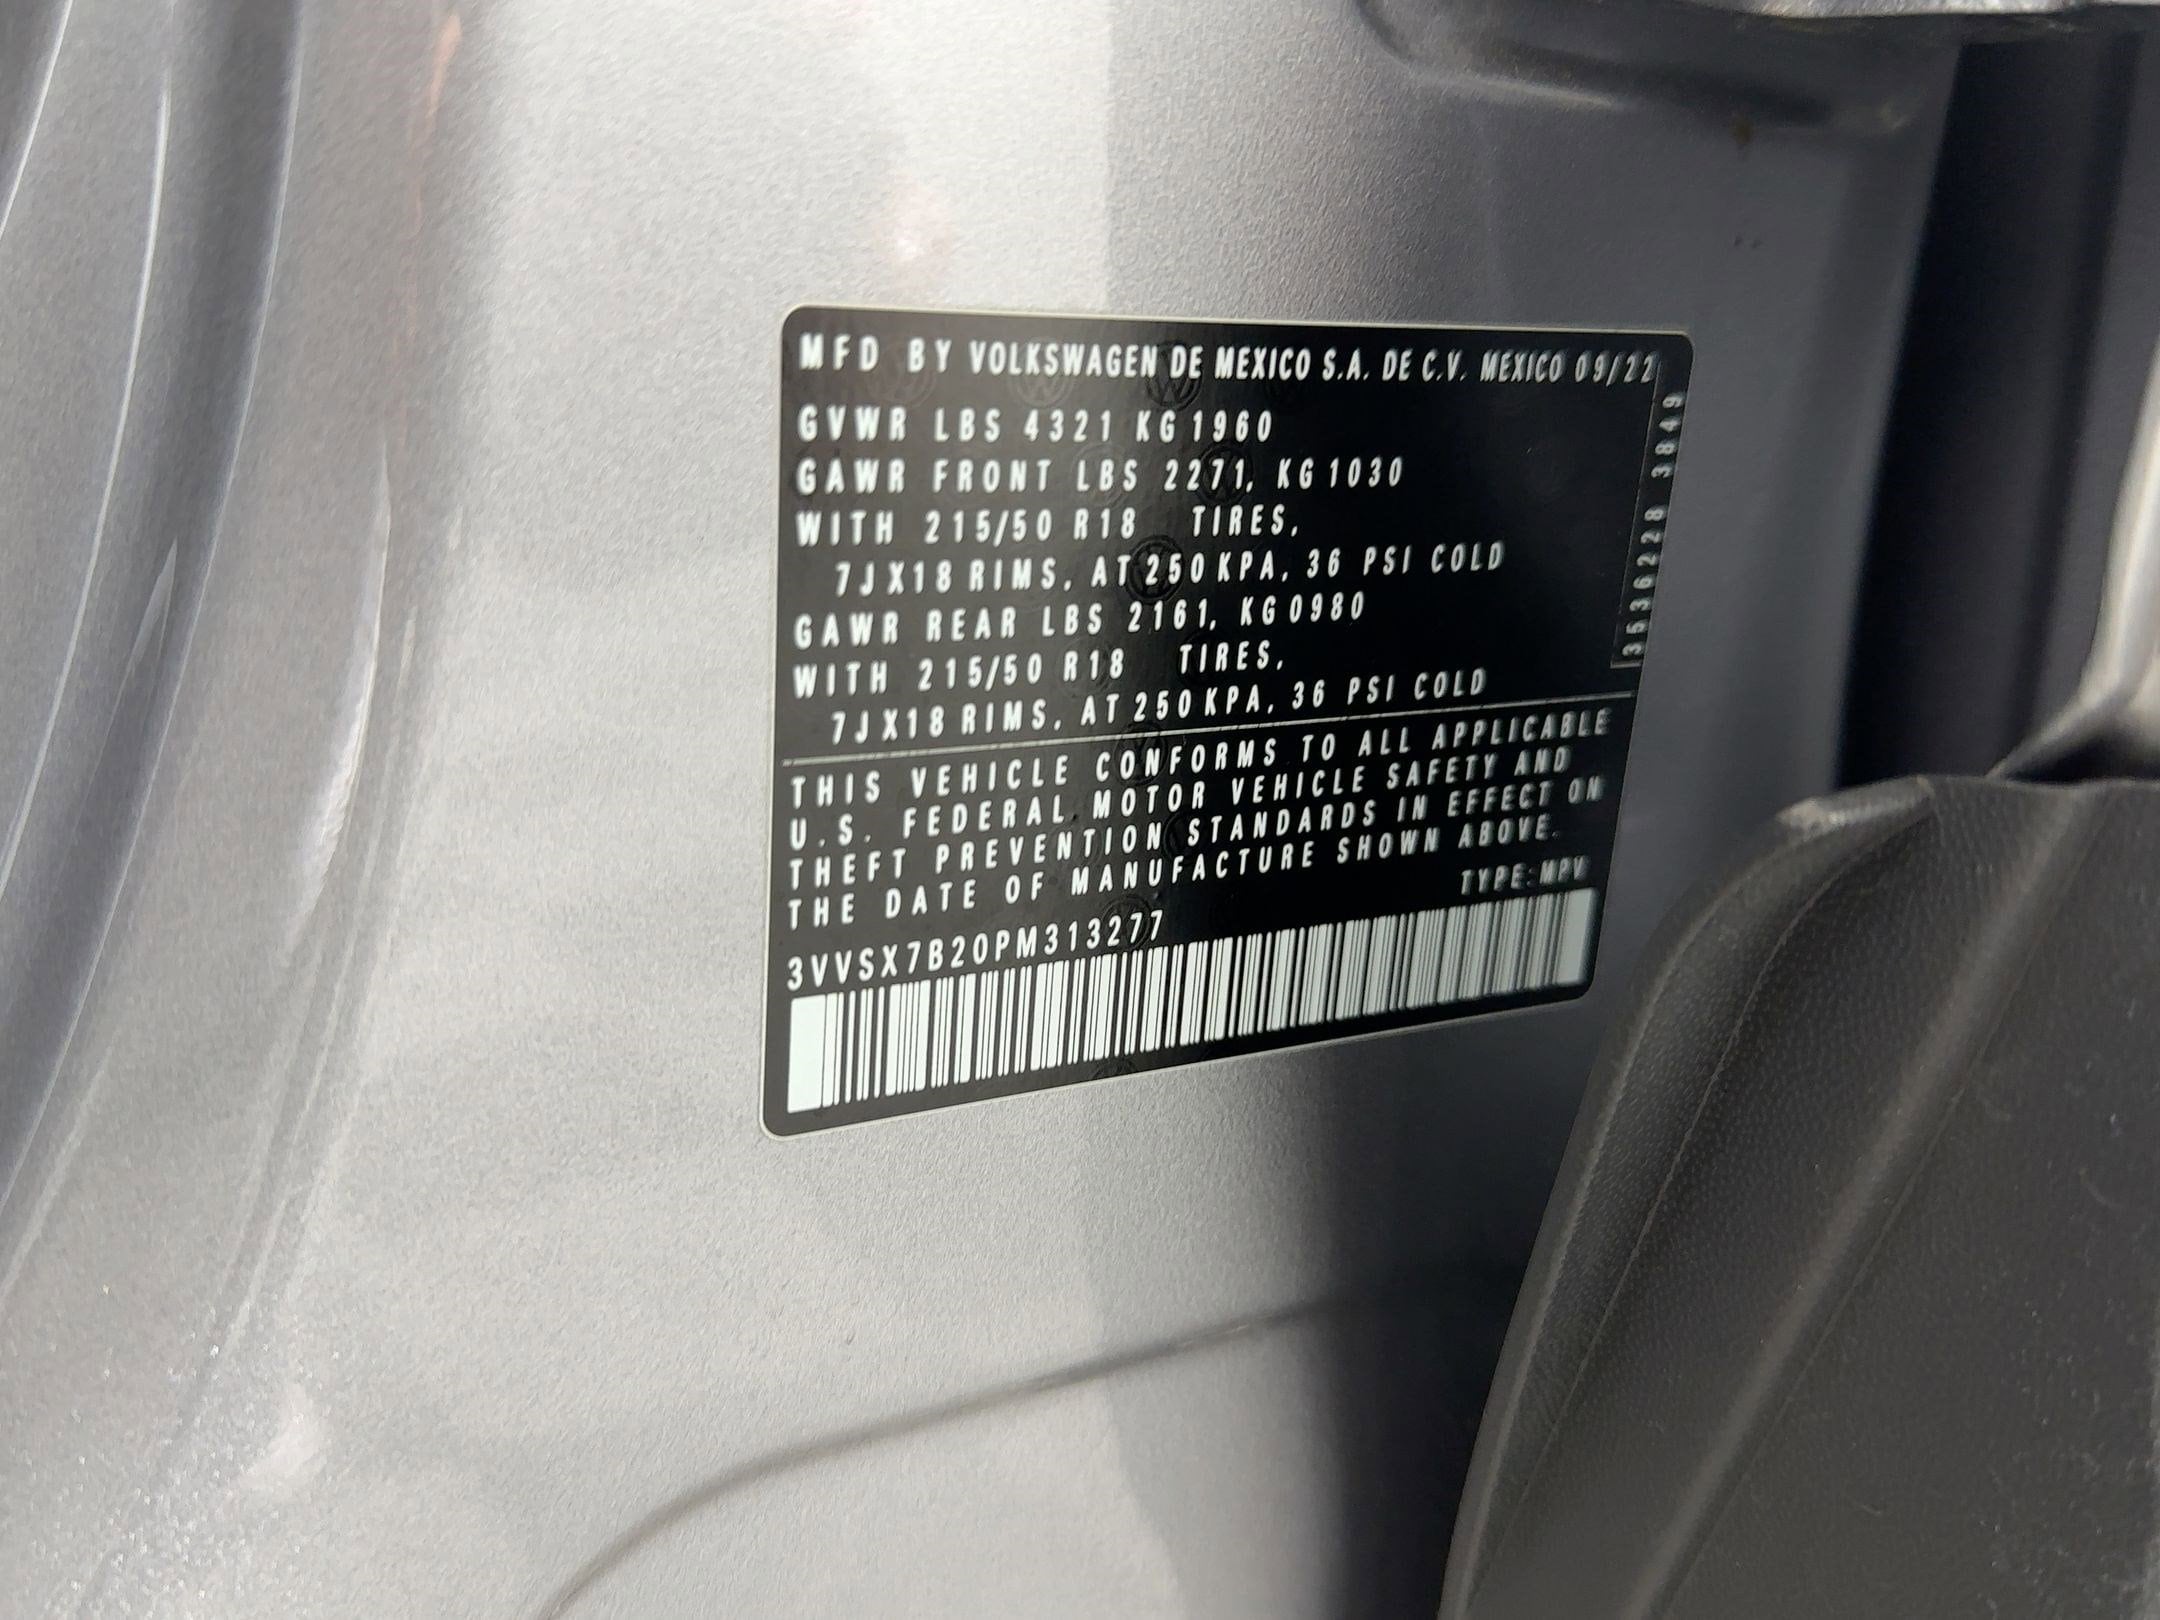 MFD BY VOLKSWAGEN DE MEXICO S.A. DE C.V. MEXICO 09/22
GVWR LBS 4321 KG 1960
GAWR FRONT LBS 2271, KG 1030
WITH 215/50 R18 TIRES,
7JX18 RIMS, AT 250 KPA, 36 PSI COLD
GAWR REAR LBS 2161, KG 0980
WITH 215/50 R18 TIRES,
7JX18 RIMS, AT 250 KPA, 36 PSI COLD
THIS VEHICLE CONFORMS TO ALL APPLICABLE
U.S. FEDERAL MOTOR VEHICLE SAFETY AND
THEFT PREVENTION STANDARDS IN EFFECT ON
THE DATE OF MANUFACTURE SHOWN ABOVE.
TYPE:MPV
3VVSX7B20PM313277
3536228 3849